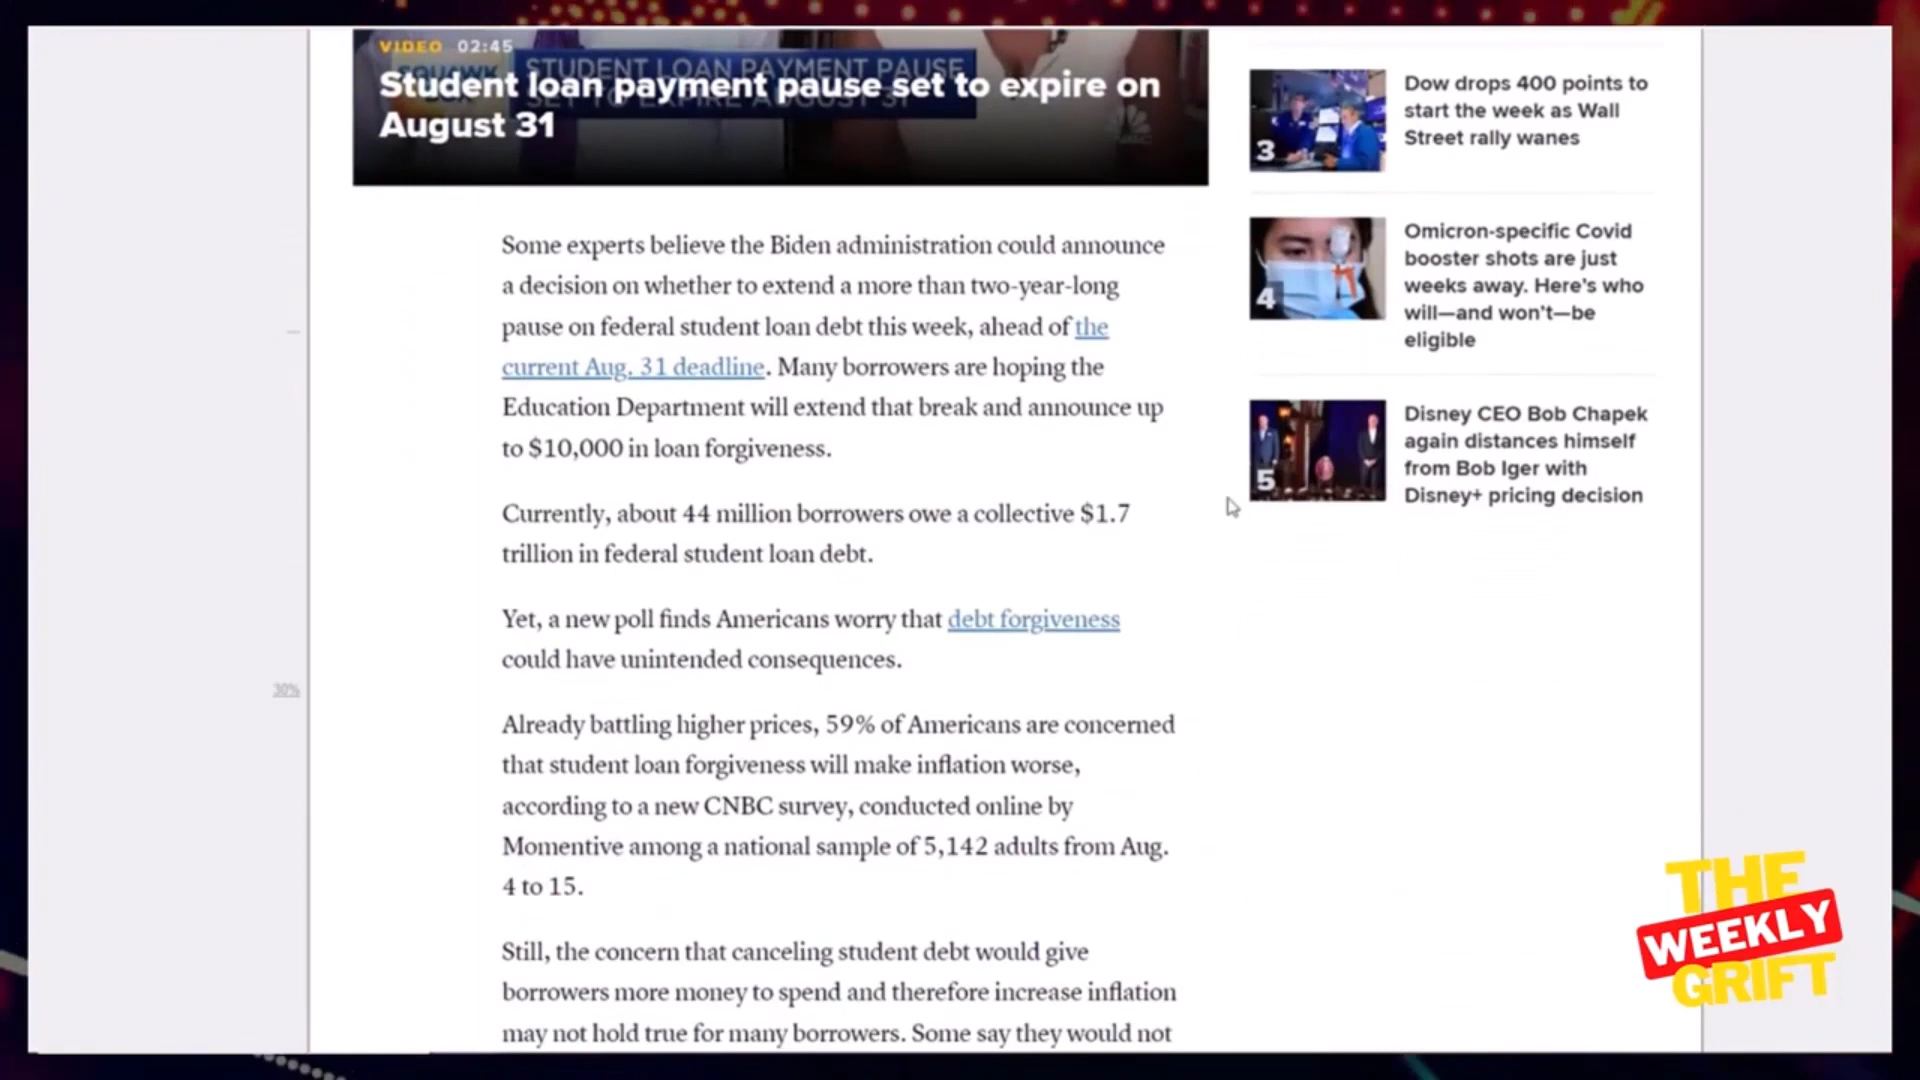 VIDEO 02:45
SQUAWK
STUDENT LOAN PAYMENT PAUSE
SET TO EXPIRE AUGUST 31
Student loan payment pause set to expire on
August 31
Some experts believe the Biden administration could announce
a decision on whether to extend a more than two-year-long
pause on federal student loan debt this week, ahead of the
current Aug. 31 deadline. Many borrowers are hoping the
Education Department will extend that break and announce up
to $10,000 in loan forgiveness.
Currently, about 44 million borrowers owe a collective $1.7
trillion in federal student loan debt.
Yet, a new poll finds Americans worry that debt forgiveness
could have unintended consequences.
30%
Already battling higher prices, 59% of Americans are concerned
that student loan forgiveness will make inflation worse,
according to a new CNBC survey, conducted online by
Momentive among a national sample of 5,142 adults from Aug.
4 to 15.
Still, the concern that canceling student debt would give
borrowers more money to spend and therefore increase inflation
may not hold true for many borrowers. Some say they would not
3
Dow drops 400 points to
start the week as Wall
Street rally wanes
4
Omicron-specific Covid
booster shots are just
weeks away. Here's who
will—and won't—be
eligible
5
Disney CEO Bob Chapek
again distances himself
from Bob Iger with
Disney+ pricing decision
THE
WEEKLY
GRIFT